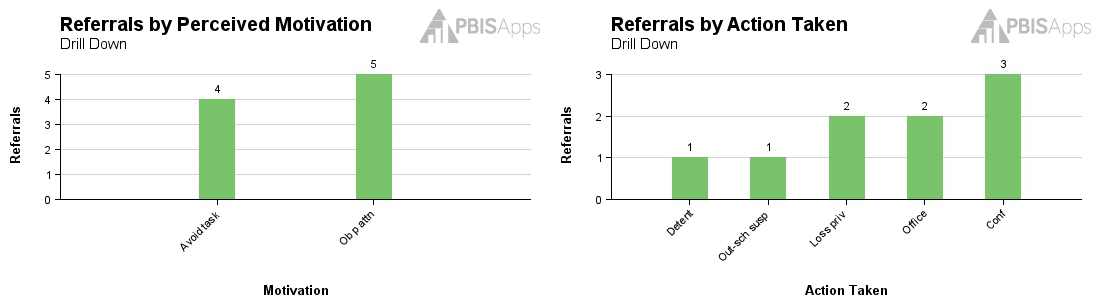 Referrals by Perceived Motivation
Drill Down
PBISApps
Referrals
5
4
3
2
1
0
4
5
Avoid task
Ob p attn
Motivation
Referrals by Action Taken
Drill Down
PBISApps
Referrals
3
2
1
0
1
1
2
2
3
Detent
Out-sch susp
Loss priv
Office
Conf
Action Taken